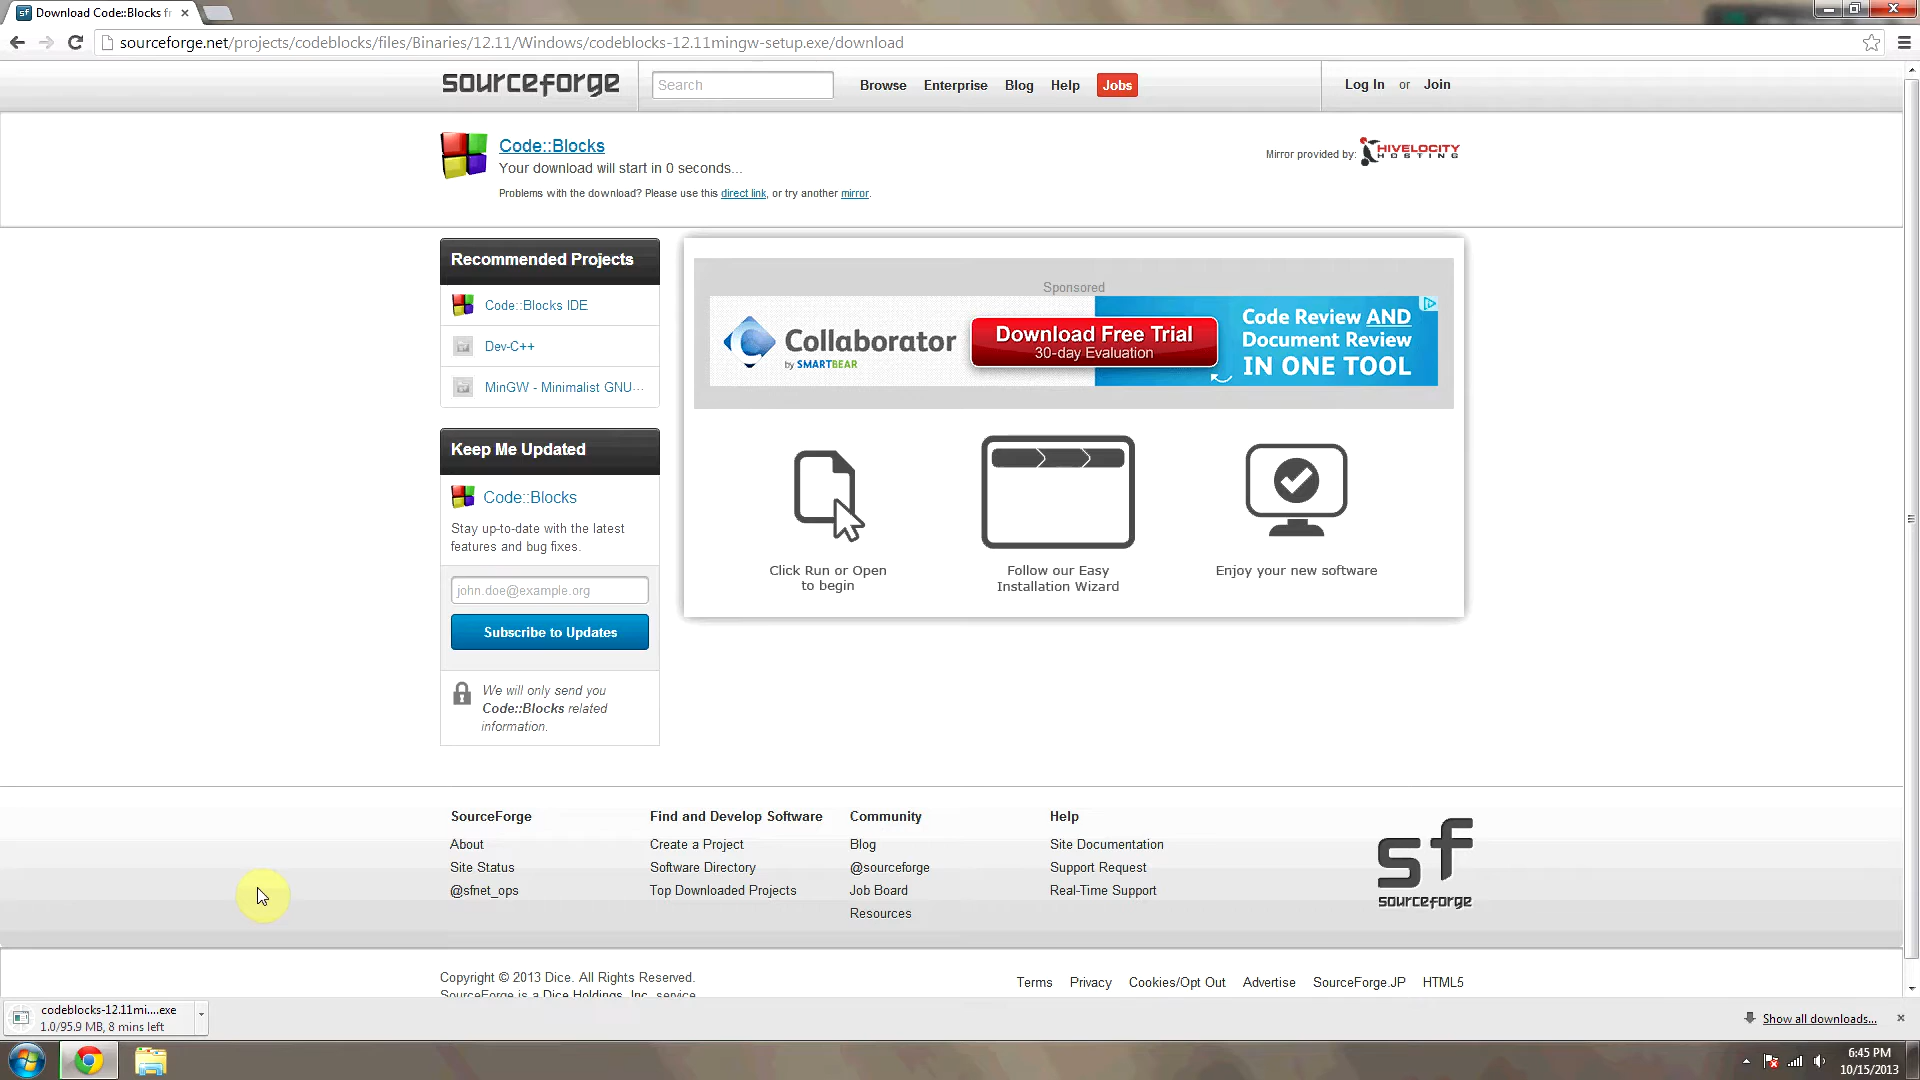 Download Code::Blocks fr
sourceforge.net/projects/codeblocks/files/Binaries/12.11/Windows/codeblocks-12.11mingw-setup.exe/download
sourceforge
Search
Browse Enterprise Blog Help Jobs
Log In or Join
Code::Blocks
Your download will start in 0 seconds...
Problems with the download? Please use this direct link, or try another mirror.
Mirror provided by: HIVELOCITY
HOSTING
Recommended Projects
Code::Blocks IDE
Dev-C++
MinGW - Minimalist GNU...
Keep Me Updated
Code::Blocks
Stay up-to-date with the latest
features and bug fixes.
john.doe@example.org
Subscribe to Updates
We will only send you
Code::Blocks related
information.
Sponsored
Collaborator
by SMARTBEAR
Download Free Trial
30-day Evaluation
Code Review AND
Document Review
IN ONE TOOL
Click Run or Open
to begin
Follow our Easy
Installation Wizard
Enjoy your new software
SourceForge
About
Site Status
@sfnet_ops
Find and Develop Software
Create a Project
Software Directory
Top Downloaded Projects
Community
Blog
@sourceforge
Job Board
Resources
Help
Site Documentation
Support Request
Real-Time Support
sf
sourceforge
Copyright © 2013 Dice. All Rights Reserved.
SourceForge is a Dice Holdings, Inc. service
Terms Privacy Cookies/Opt Out Advertise SourceForge.JP HTML5
codeblocks-12.11mi....exe
1.0/95.9 MB, 8 mins left
Show all downloads...
6:45 PM
10/15/2013